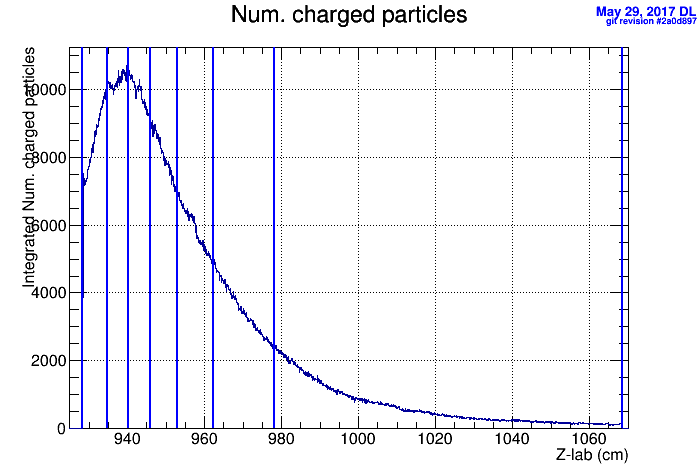 Num. charged particles
May 29, 2017 DL
git revision #2a0d897
Integrated Num. charged particles
10000
8000
6000
4000
2000
0
940 960 980 1000 1020 1040 1060
Z-lab (cm)